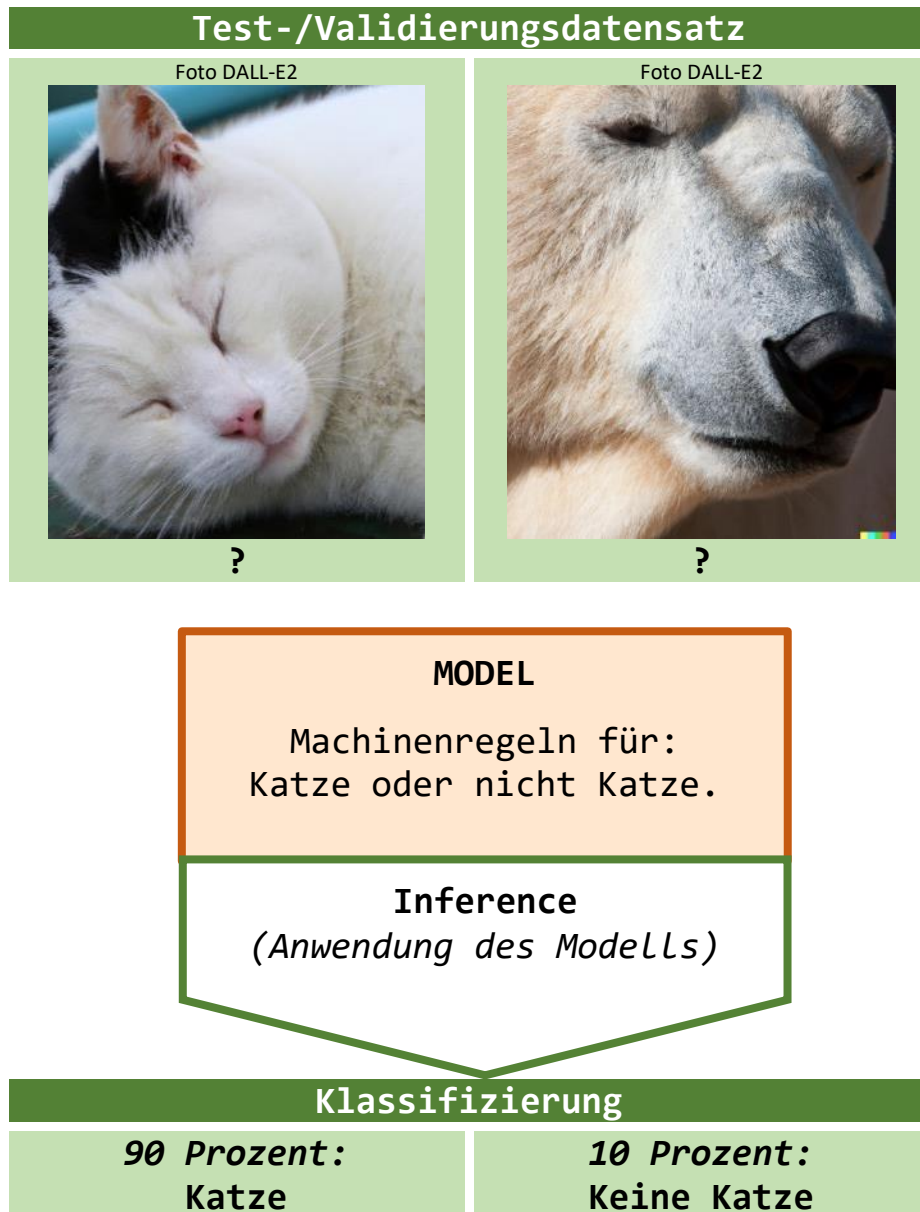 Test-/Validierungsdatensatz
Foto DALL-E2
Foto DALL-E2
?
?
MODEL
Machinenregeln für:
Katze oder nicht Katze.
Inference
(Anwendung des Modells)
Klassifizierung
90 Prozent:
Katze
10 Prozent:
Keine Katze